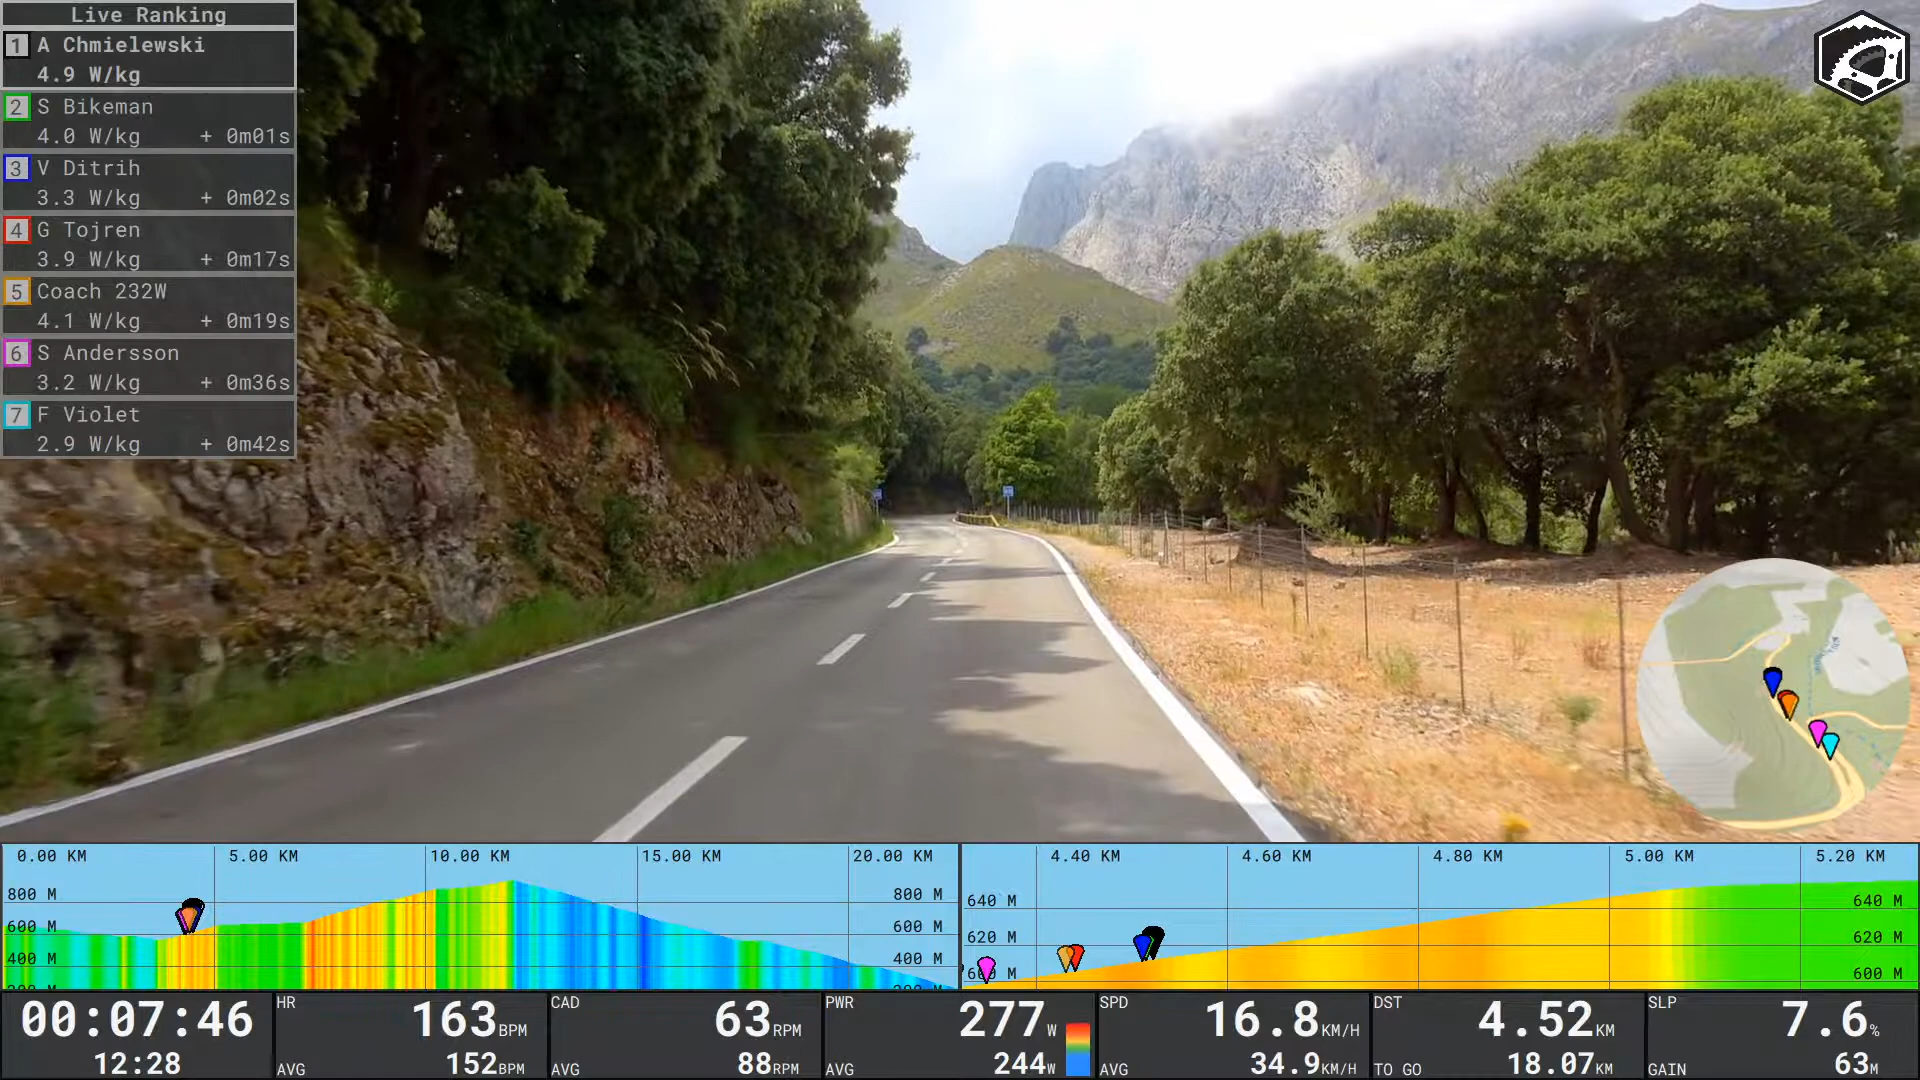 Live Ranking
1 A Chmielewski
4.9 W/kg
2 S Bikeman
4.0 W/kg + 0m01s
3 V Ditrih
3.3 W/kg + 0m02s
4 G Tojren
3.9 W/kg + 0m17s
5 Coach 232W
4.1 W/kg + 0m19s
6 S Andersson
3.2 W/kg + 0m36s
7 F Violet
2.9 W/kg + 0m42s
0.00 KM 5.00 KM 10.00 KM 15.00 KM 20.00 KM
800 M 800 M
600 M 600 M
400 M 400 M
4.40 KM 4.60 KM 4.80 KM 5.00 KM 5.20 KM
640 M 640 M
620 M 620 M
600 M 600 M
00:07:46
12:28
HR 163 BPM
AVG 152 BPM
CAD 63 RPM
AVG 88 RPM
PWR 277 W
AVG 244 W
SPD 16.8 KM/H
AVG 34.9 KM/H
DST 4.52 KM
TO GO 18.07 KM
SLP 7.6 %
GAIN 63 M